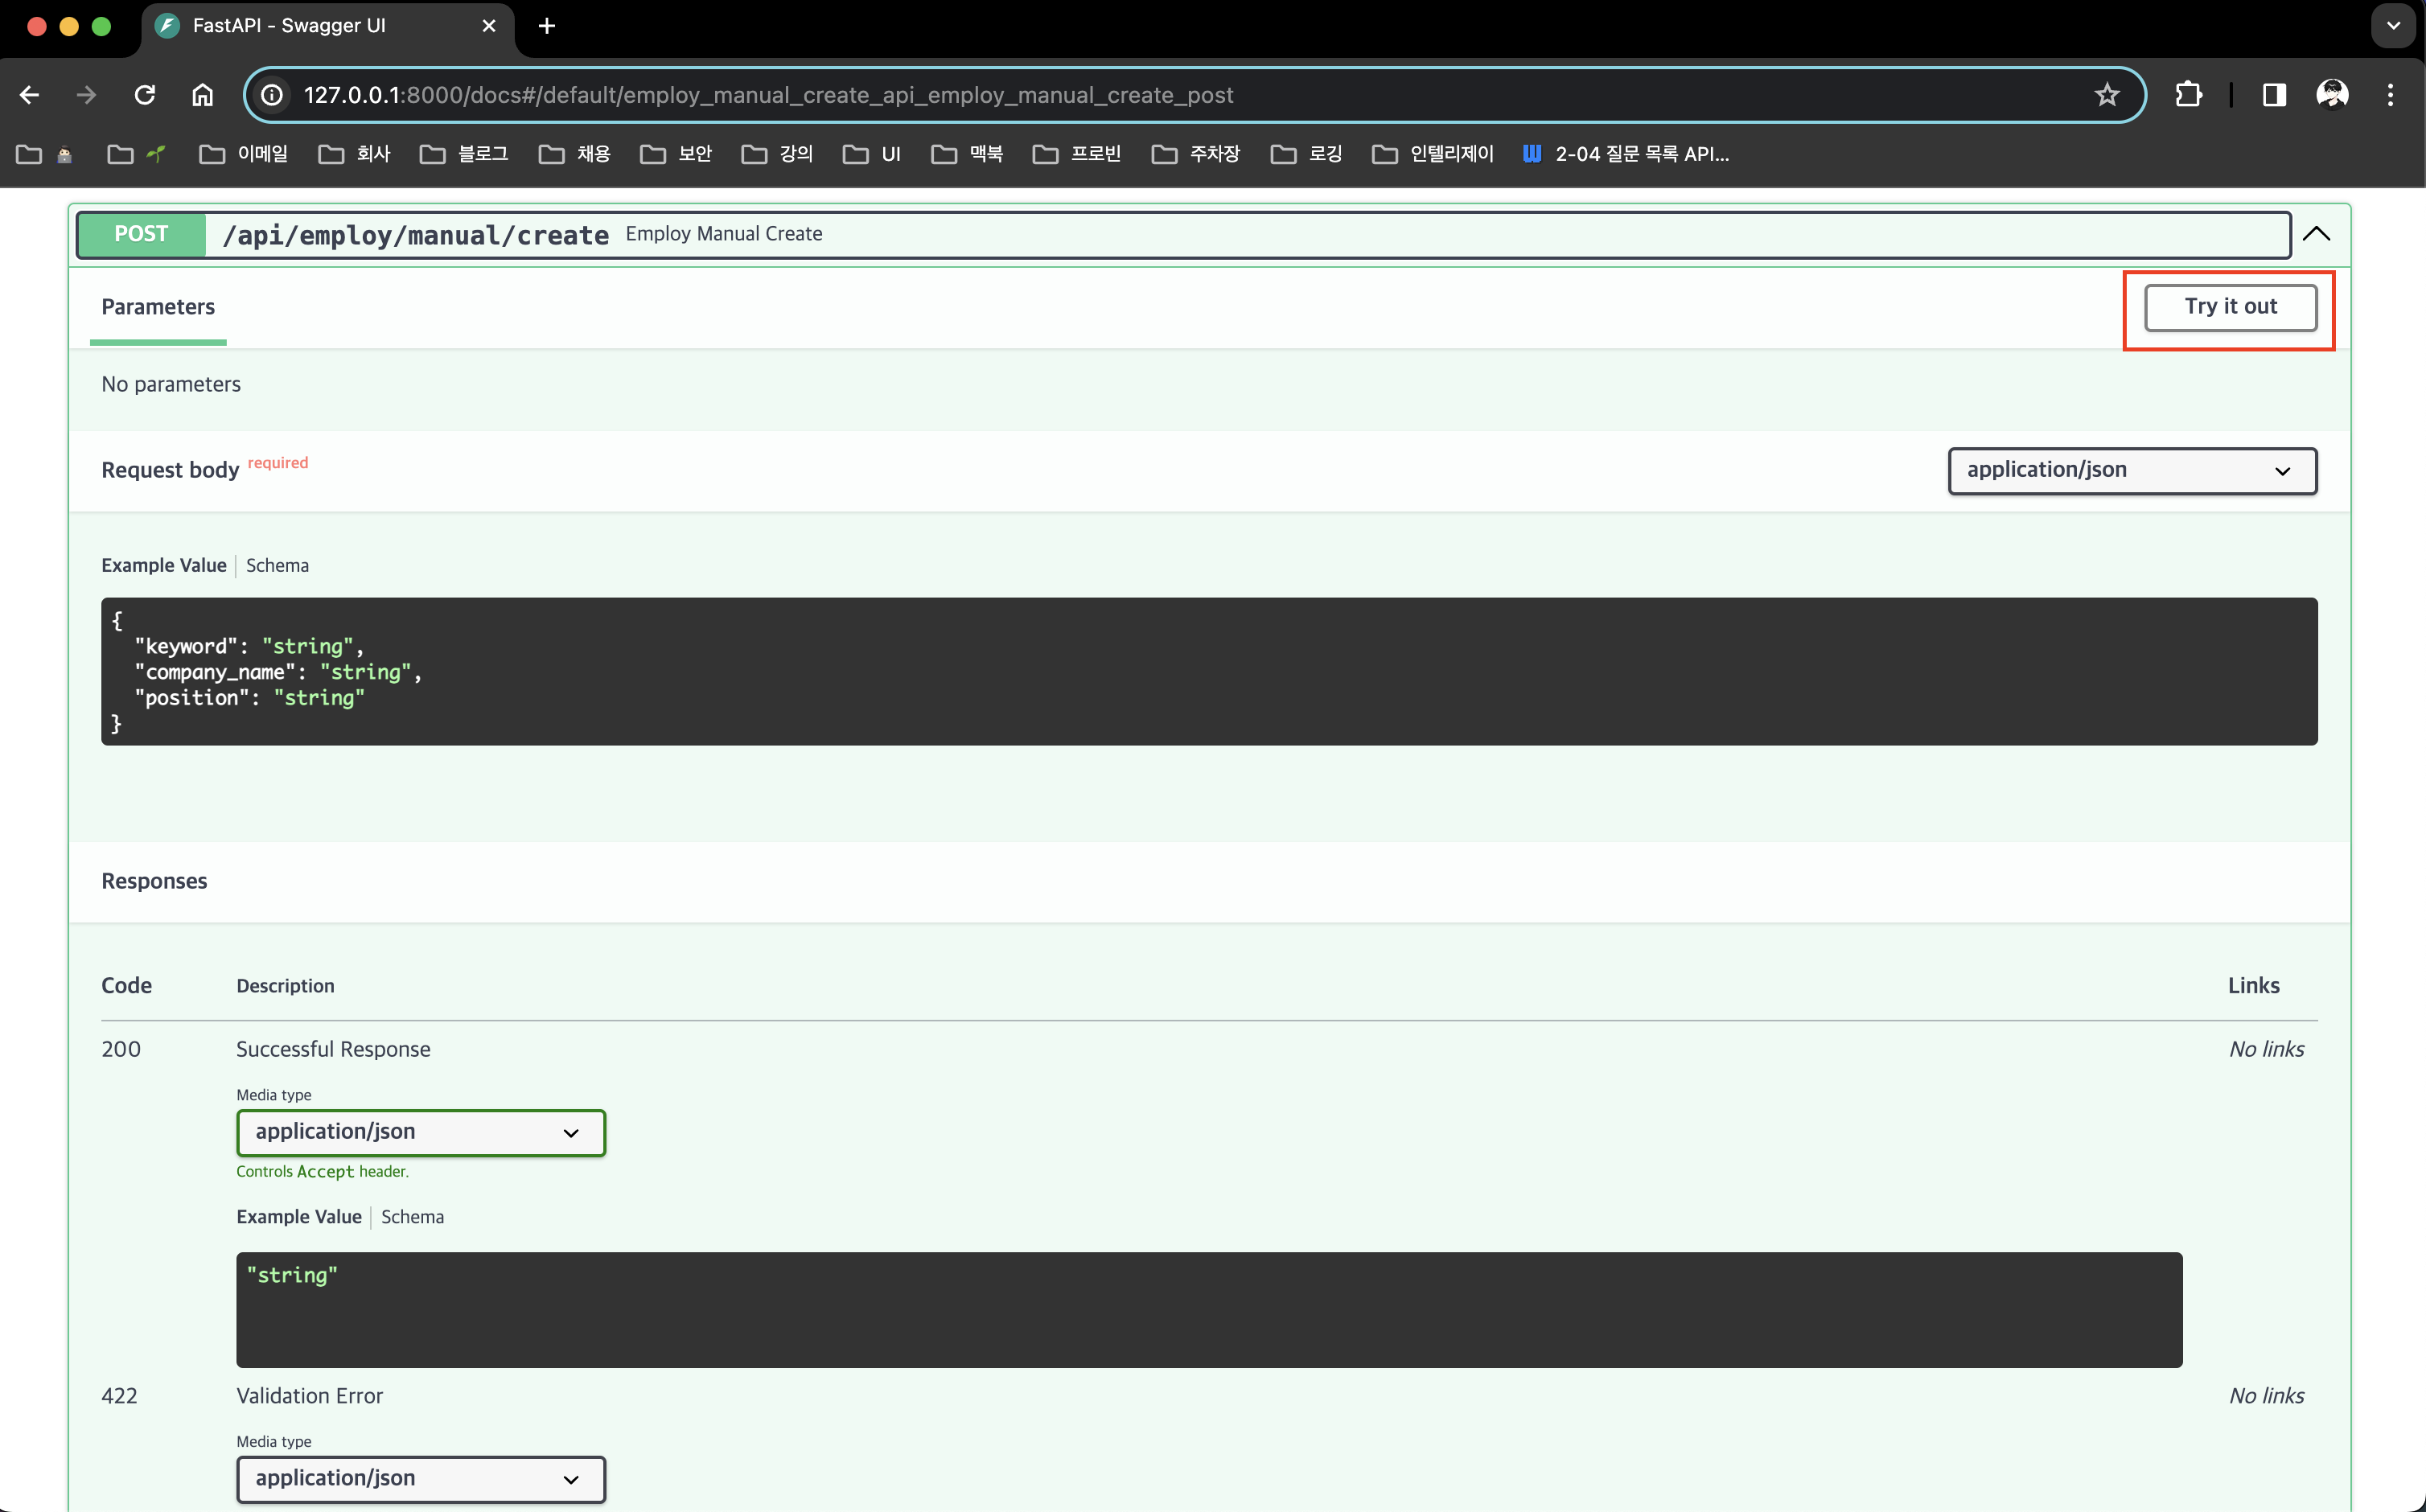 FastAPI - Swagger UI
127.0.0.1:8000/docs#/default/employ_manual_create_api_employ_manual_create_post
이메일 회사 블로그 채용 보안 강의 UI 맥북 프로빈 주차장 로깅 인텔리제이 2-04 질문 목록 API...
POST /api/employ/manual/create Employ Manual Create
Parameters Try it out
No parameters
Request body required application/json
Example Value Schema
{
"keyword": "string",
"company_name": "string",
"position": "string"
}
Responses
Code Description Links
200 Successful Response No links
Media type
application/json
Controls Accept header.
Example Value Schema
"string"
422 Validation Error No links
Media type
application/json